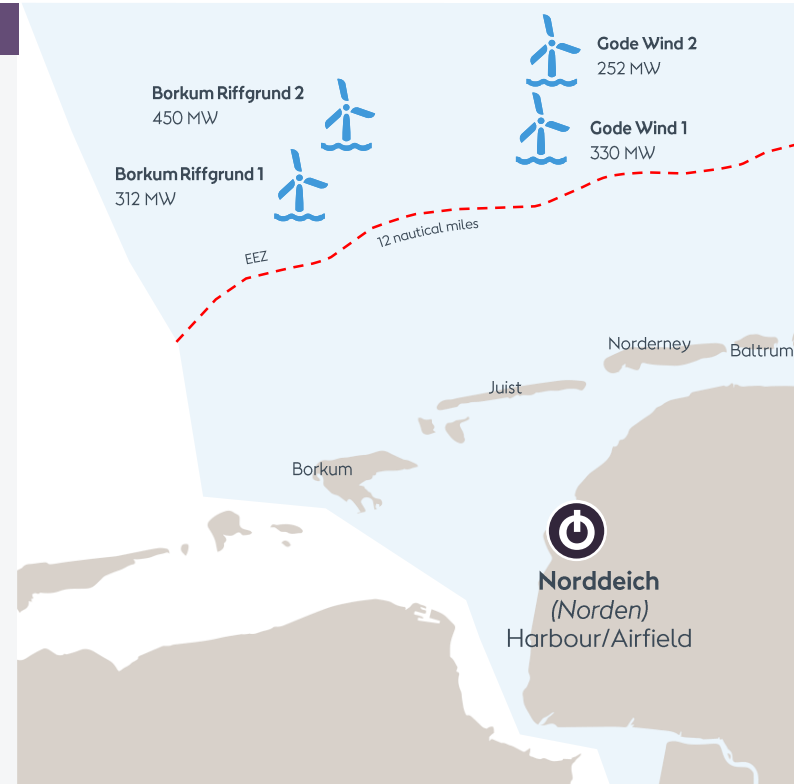 Gode Wind 2
252 MW
Borkum Riffgrund 2
450 MW
Gode Wind 1
330 MW
Borkum Riffgrund 1
312 MW
12 nautical miles
EEZ
Norderney
Baltrum
Juist
Borkum
Norddeich
(Norden)
Harbour/Airfield